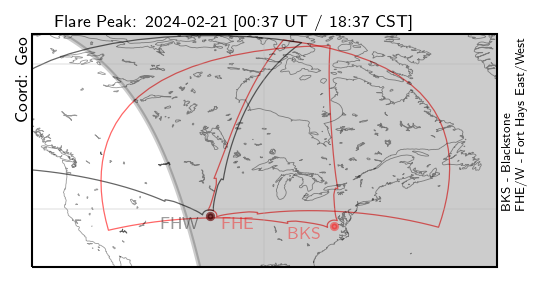 Flare Peak: 2024-02-21 [00:37 UT / 18:37 CST]
Coord: Geo
FHW
FHE
BKS
BKS - Blackstone
FHE/W - Fort Hays East/West